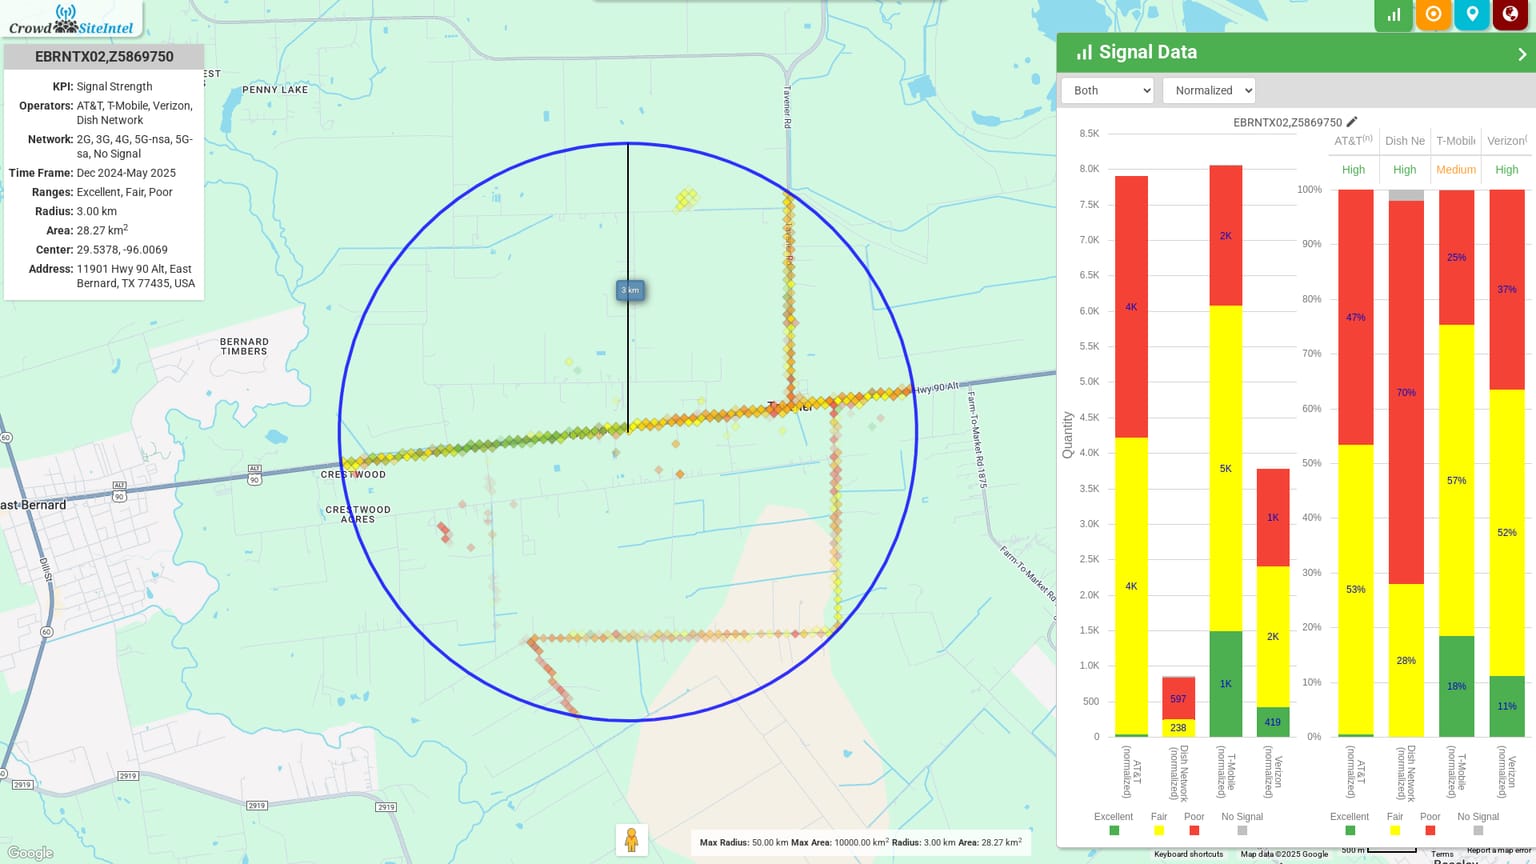 Crowd SiteIntel
EBRNTX02,Z5869750
KPI: Signal Strength
Operators: AT&T, T-Mobile, Verizon,
Dish Network
Network: 2G, 3G, 4G, 5G-nsa, 5G-
sa, No Signal
Time Frame: Dec 2024-May 2025
Ranges: Excellent, Fair, Poor
Radius: 3.00 km
Area: 28.27 km2
Center: 29.5378, -96.0069
Address: 11901 Hwy 90 Alt, East
Bernard, TX 77435, USA
EST
PENNY LAKE
Tavener Rd
BERNARD
TIMBERS
3 km
Hwy 90 Alt
Farm-To-Market Rd 1875
Farm-To-Market Rd
CRESTWOOD
CRESTWOOD
ACRES
ALT
90
ALT
90
60
ast Bernard
Dill St
60
60
2919
2919
2919
2919
Google
Max Radius: 50.00 km Max Area: 10000.00 km2 Radius: 3.00 km Area: 28.27 km2
Signal Data
Both
Normalized
EBRNTX02,Z5869750
Quantity
8.5K
8.0K
7.5K
7.0K
6.5K
6.0K
5.5K
5.0K
4.5K
4.0K
3.5K
3.0K
2.5K
2.0K
1.5K
1.0K
500
0
4K
4K
597
238
2K
5K
1K
1K
2K
419
AT&T
(normalized)
Dish Network
(normalized)
T-Mobile
(normalized)
Verizon
(normalized)
Excellent Fair Poor No Signal
AT&T(n) Dish Ne T-Mobile Verizon(
High High Medium High
100%
90%
80%
70%
60%
50%
40%
30%
20%
10%
0%
47%
53%
70%
28%
25%
57%
18%
37%
52%
11%
AT&T
(normalized)
Dish Network
(normalized)
T-Mobile
(normalized)
Verizon
(normalized)
Excellent Fair Poor No Signal
Keyboard shortcuts Map data ©2025 Google 500 m Terms Report a map error